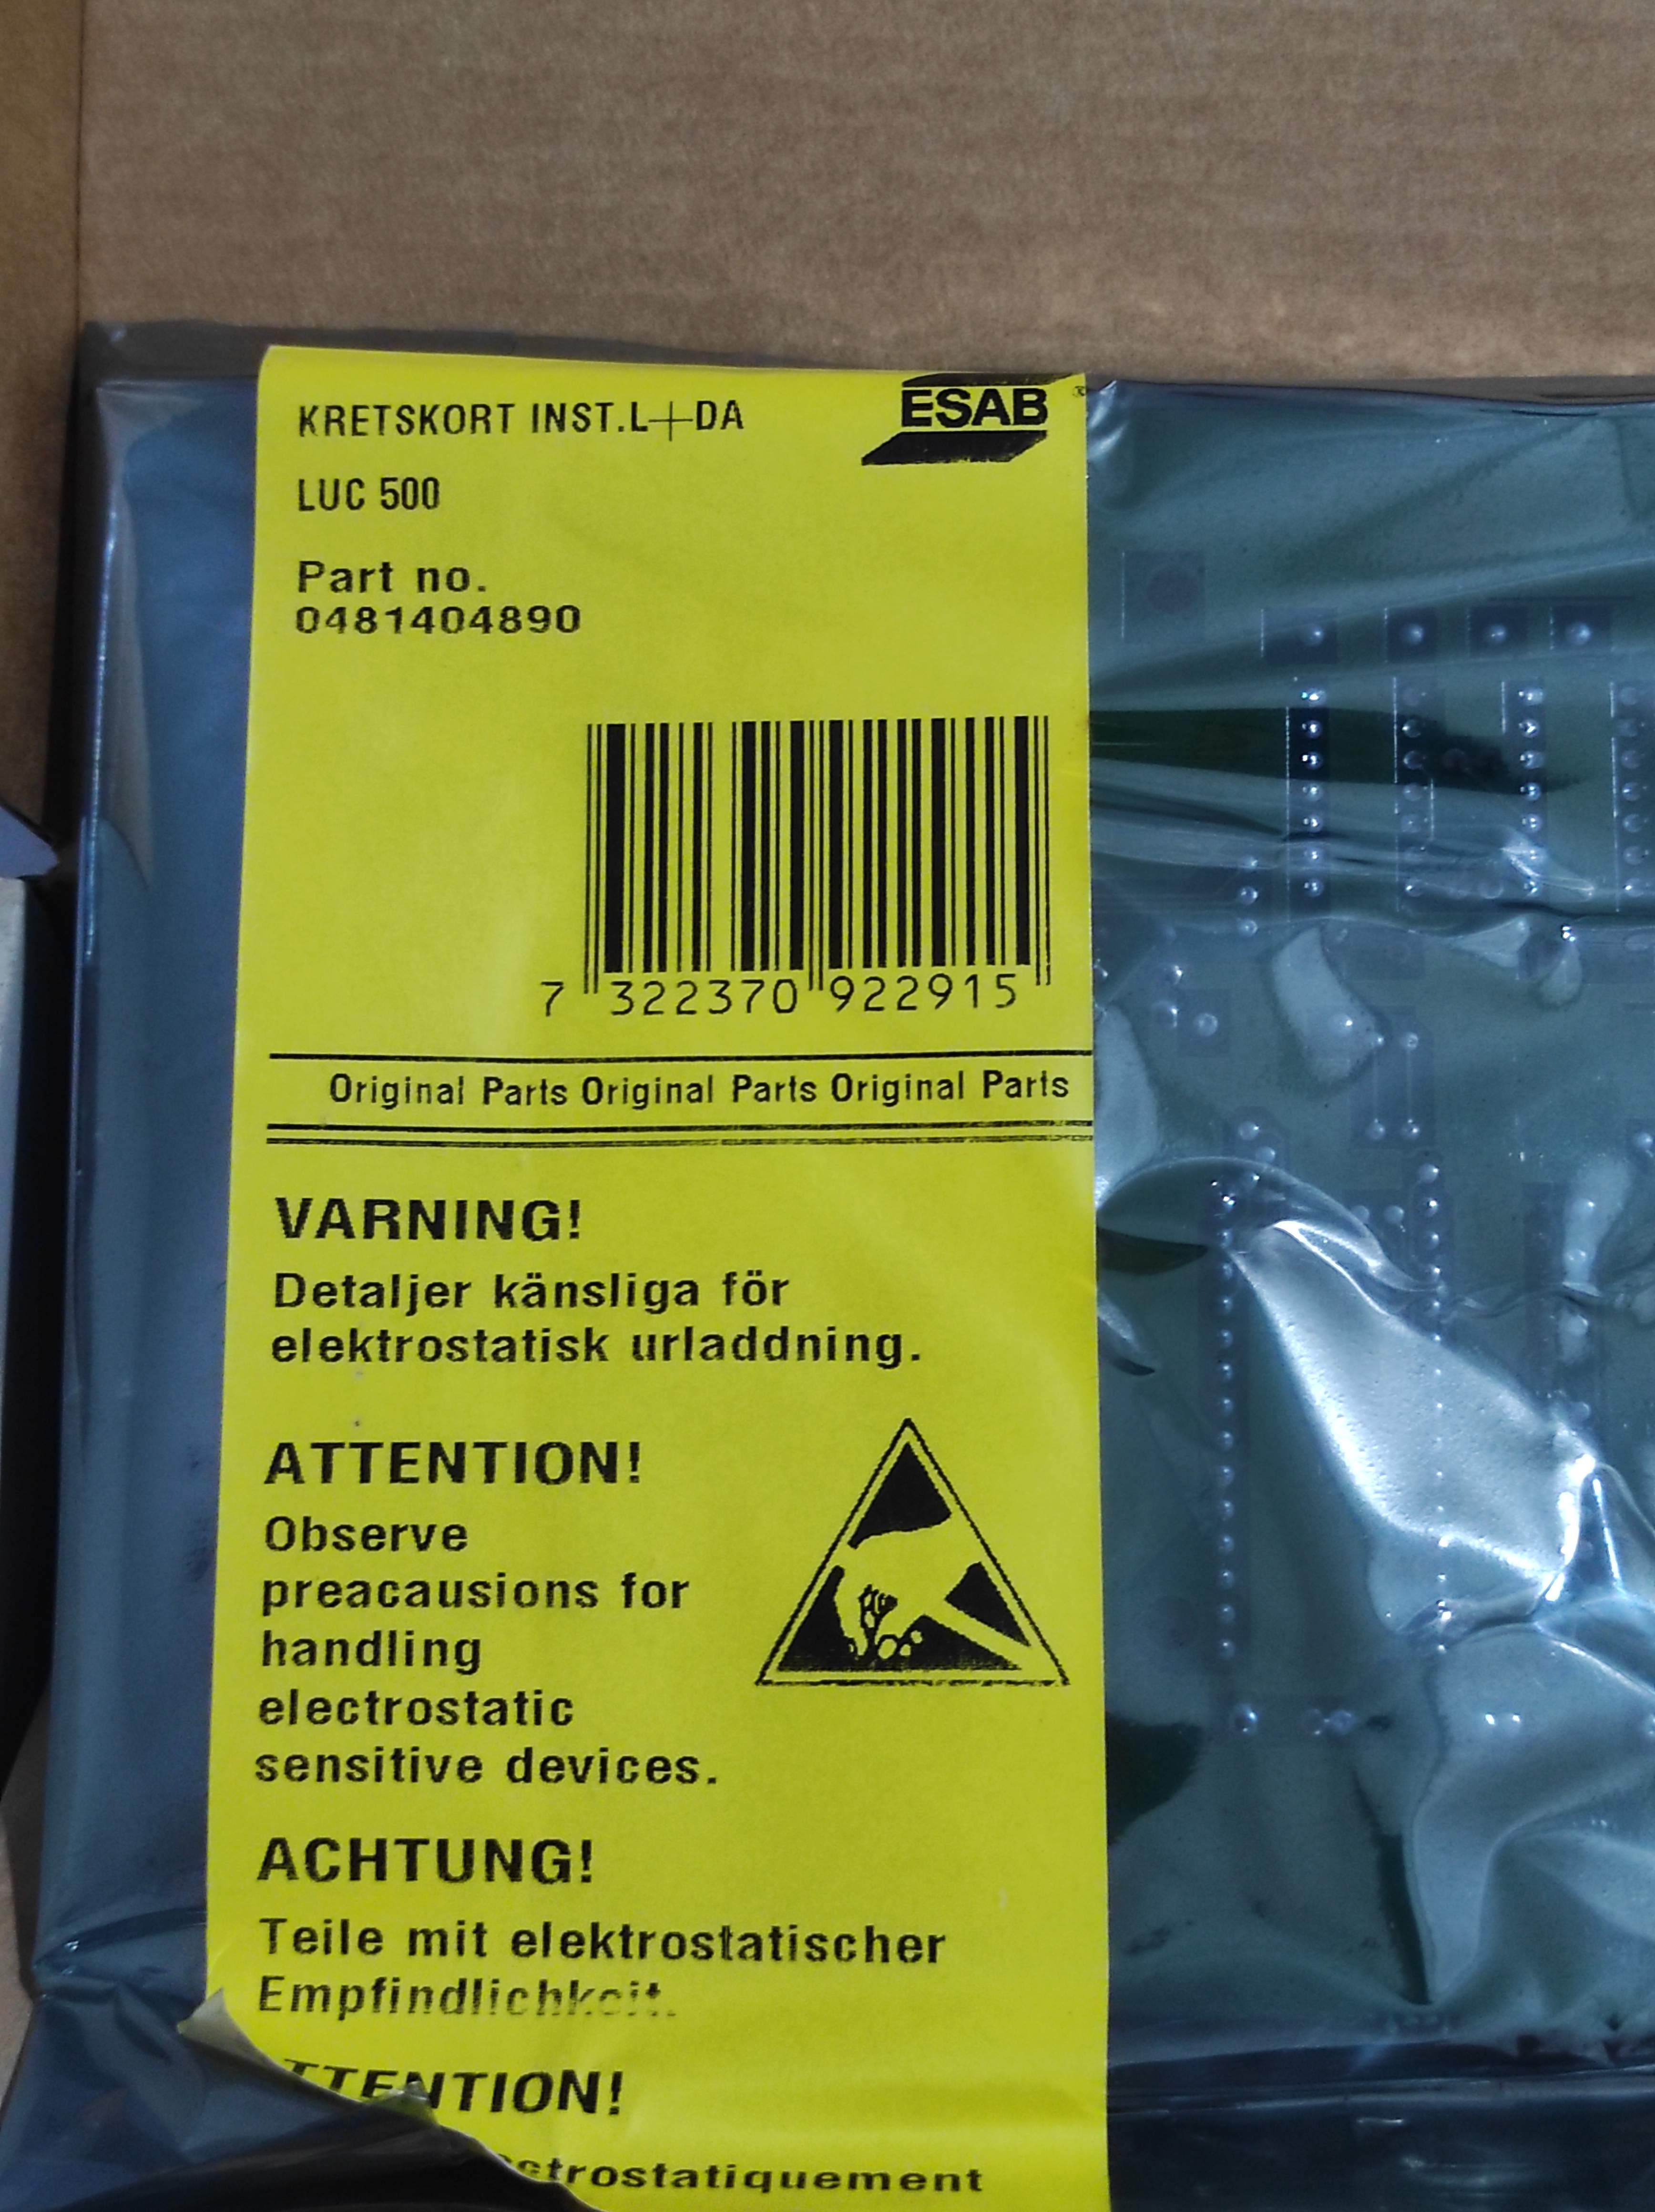 KRETSKORT INST.L+DA
ESAB
LUC 500
Part no.
0481404890
7 322370 922915
Original Parts Original Parts Original Parts
VARNING!
Detaljer känsliga för
elektrostatisk urladdning.
ATTENTION!
Observe
preacausions for
handling
electrostatic
sensitive devices.
ACHTUNG!
Teile mit elektrostatischer
Empfindlichkeit.
TTENTION!
ctrostatiquement